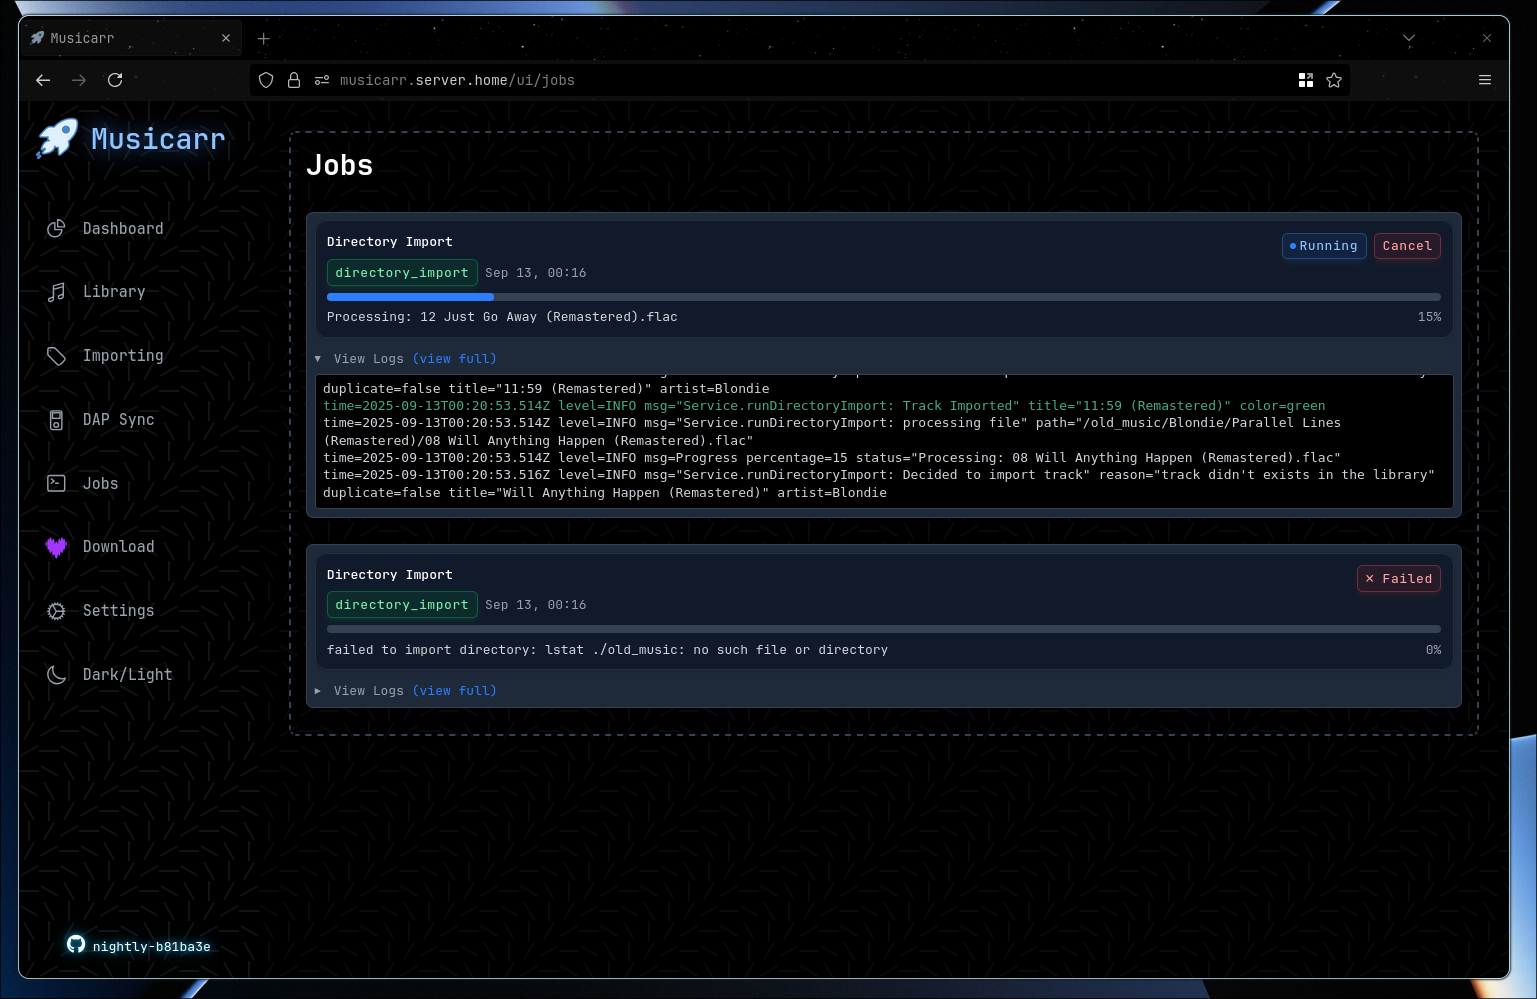 Musicarr
musicarr.server.home/ui/jobs
Musicarr
Dashboard
Library
Importing
DAP Sync
Jobs
Download
Settings
Dark/Light
nightly-b81ba3e
Jobs
Directory Import
Running
Cancel
directory_import Sep 13, 00:16
Processing: 12 Just Go Away (Remastered).flac
15%
View Logs (view full)
duplicate=false title="11:59 (Remastered)" artist=Blondie
time=2025-09-13T00:20:53.514Z level=INFO msg="Service.runDirectoryImport: Track Imported" title="11:59 (Remastered)" color=green
time=2025-09-13T00:20:53.514Z level=INFO msg="Service.runDirectoryImport: processing file" path="/old_music/Blondie/Parallel Lines
(Remastered)/08 Will Anything Happen (Remastered).flac"
time=2025-09-13T00:20:53.514Z level=INFO msg=Progress percentage=15 status="Processing: 08 Will Anything Happen (Remastered).flac"
time=2025-09-13T00:20:53.516Z level=INFO msg="Service.runDirectoryImport: Decided to import track" reason="track didn't exists in the library"
duplicate=false title="Will Anything Happen (Remastered)" artist=Blondie
Directory Import
× Failed
directory_import Sep 13, 00:16
failed to import directory: lstat ./old_music: no such file or directory
0%
View Logs (view full)